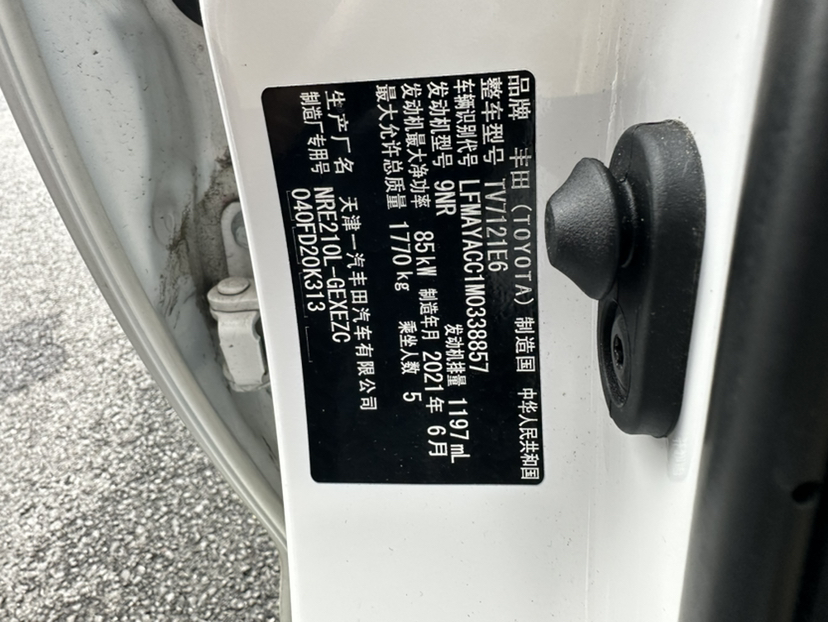 品牌 丰田(TOYOTA) 制造国 中华人民共和国
整车型号 TV7121E6
车辆识别代号 LFMAYACC1M0338857
发动机型号 9NR 发动机排量 1197mL
发动机最大净功率 85kW 制造年月 2021年6月
最大允许总质量 1770kg 乘坐人数 5
生产厂名 天津一汽丰田汽车有限公司
制造厂专用号 NRE210L-GEXEZC
040FD20K313